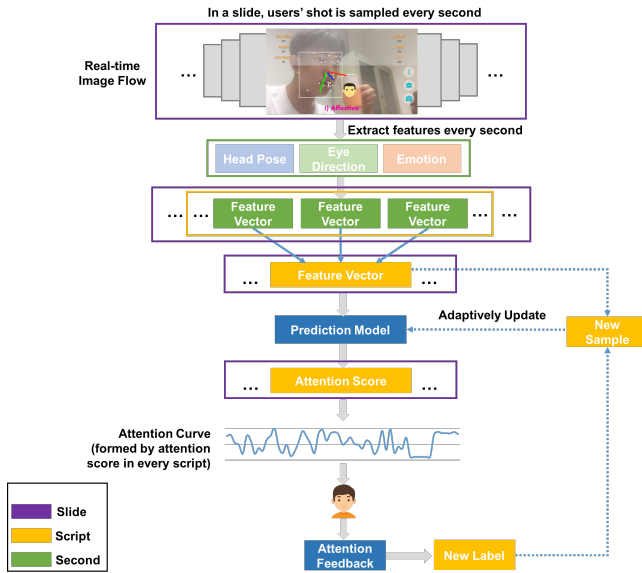 In a slide, users' shot is sampled every second
Real-time
Image Flow
...
...
:) Affectiva
Extract features every second
Head Pose
Eye
Direction
Emotion
... ...
Feature
Vector
Feature
Vector
Feature
Vector
... ...
...
Feature Vector
...
Prediction Model
Adaptively Update
New
Sample
...
Attention Score
...
Attention Curve
(formed by attention
score in every script)
Slide
Script
Second
Attention
Feedback
New Label